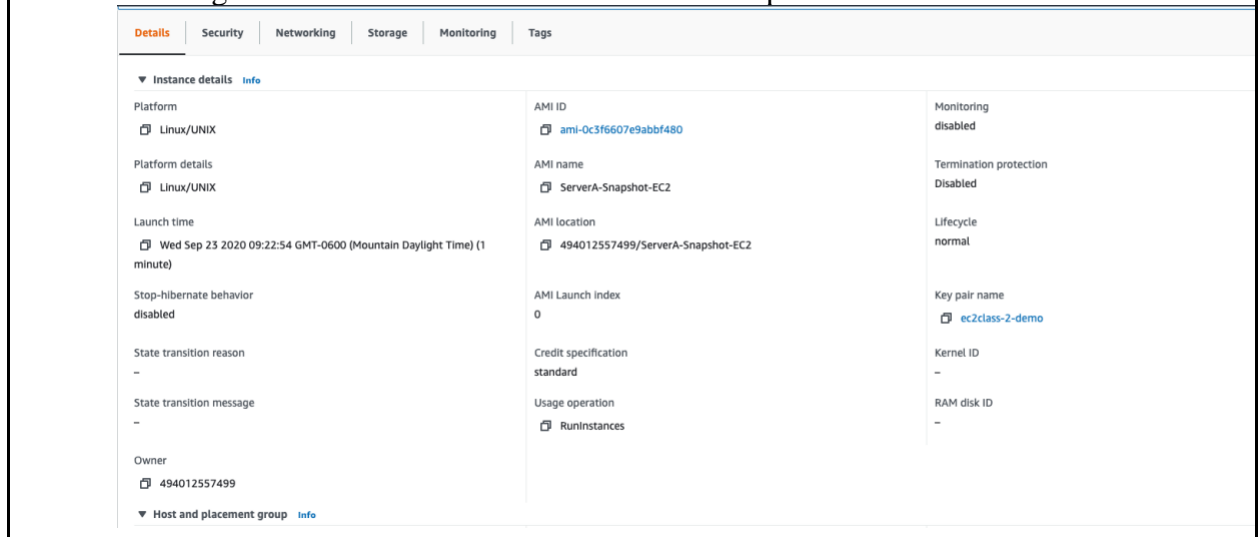 Details Security Networking Storage Monitoring Tags
▼ Instance details Info
Platform
Linux/UNIX
Platform details
Linux/UNIX
Launch time
Wed Sep 23 2020 09:22:54 GMT-0600 (Mountain Daylight Time) (1
minute)
Stop-hibernate behavior
disabled
State transition reason
–
State transition message
–
Owner
494012557499
AMI ID
ami-0c3f6607e9abbf480
AMI name
ServerA-Snapshot-EC2
AMI location
494012557499/ServerA-Snapshot-EC2
AMI Launch index
0
Credit specification
standard
Usage operation
RunInstances
Monitoring
disabled
Termination protection
Disabled
Lifecycle
normal
Key pair name
ec2class-2-demo
Kernel ID
–
RAM disk ID
–
▼ Host and placement group Info